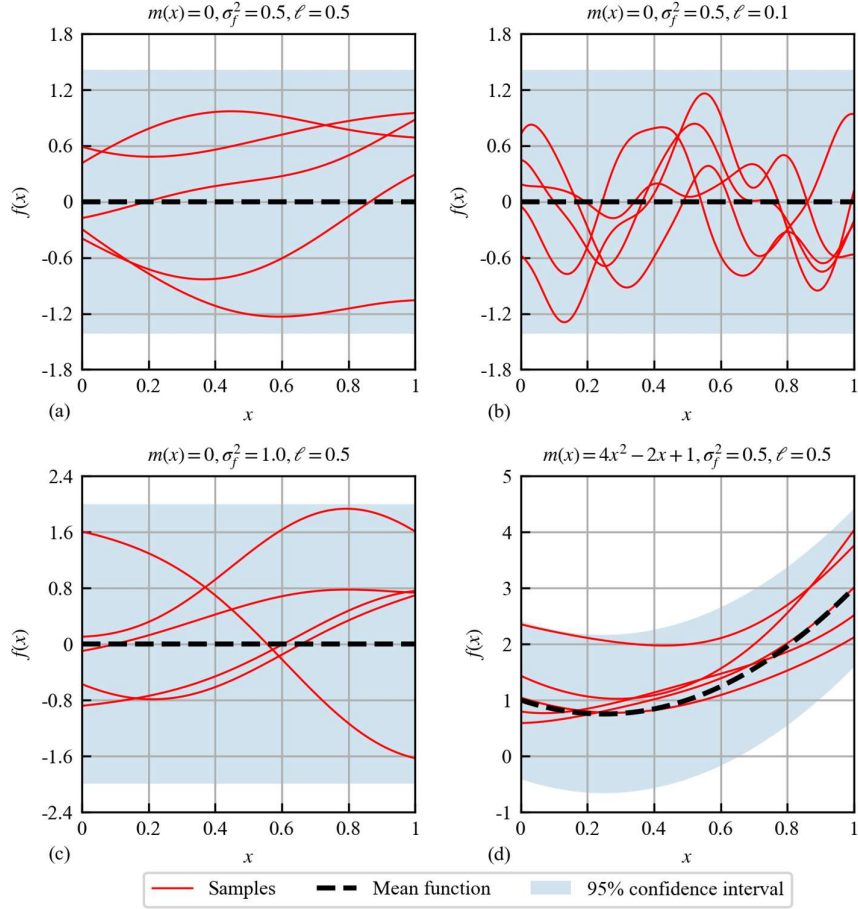 m(x) = 0, σ_f^2 = 0.5, ℓ = 0.5
1.8
1.2
0.6
0
-0.6
-1.2
-1.8
f(x)
0 0.2 0.4 0.6 0.8 1
(a)
x
m(x) = 0, σ_f^2 = 0.5, ℓ = 0.1
1.8
1.2
0.6
0
-0.6
-1.2
-1.8
f(x)
0 0.2 0.4 0.6 0.8 1
(b)
x
m(x) = 0, σ_f^2 = 1.0, ℓ = 0.5
2.4
1.6
0.8
0
-0.8
-1.6
-2.4
f(x)
0 0.2 0.4 0.6 0.8 1
(c)
x
m(x) = 4x^2 − 2x + 1, σ_f^2 = 0.5, ℓ = 0.5
5
4
3
2
1
0
-1
f(x)
0 0.2 0.4 0.6 0.8 1
(d)
x
Samples Mean function 95% confidence interval